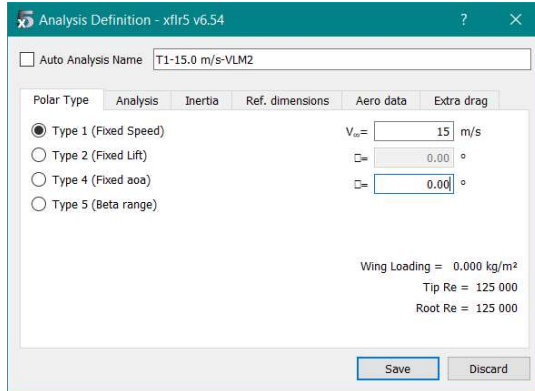 Analysis Definition - xflr5 v6.54
Auto Analysis Name T1-15.0 m/s-VLM2
Polar Type Analysis Inertia Ref. dimensions Aero data Extra drag
Type 1 (Fixed Speed) V∞= 15 m/s
Type 2 (Fixed Lift) □= 0.00 °
Type 4 (Fixed aoa) □= 0.00 °
Type 5 (Beta range)
Wing Loading = 0.000 kg/m²
Tip Re = 125 000
Root Re = 125 000
Save Discard